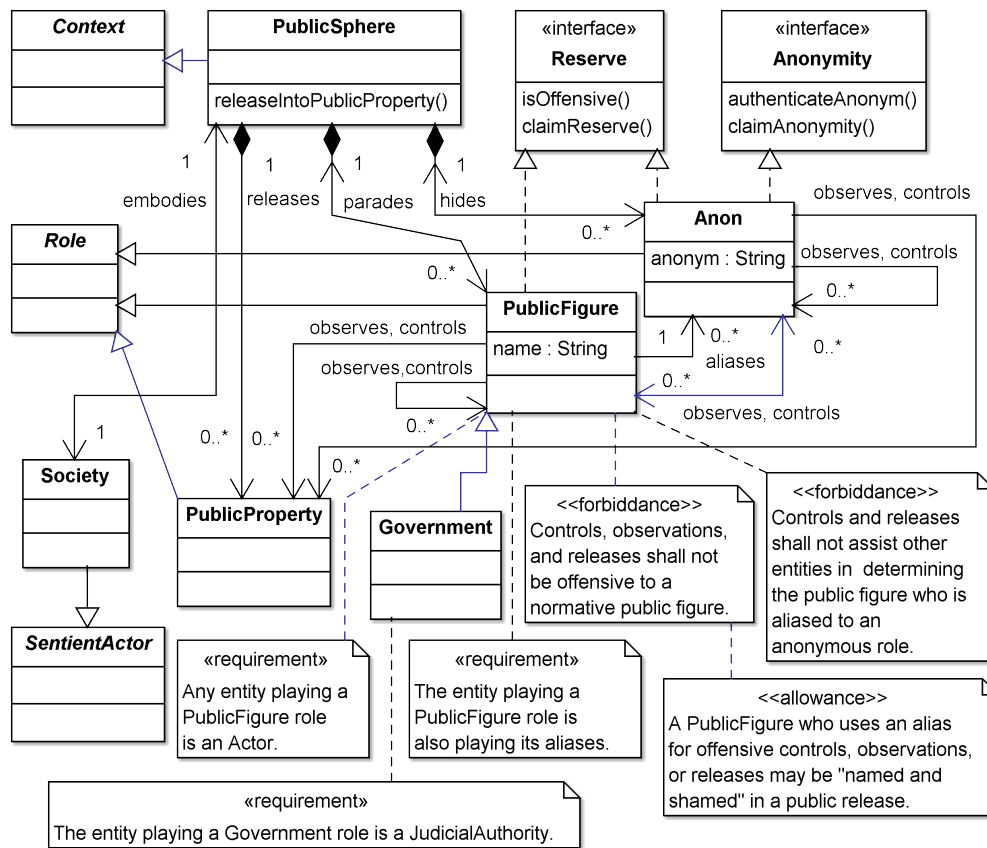 Context
PublicSphere
releaseIntoPublicProperty()
«interface»
Reserve
isOffensive()
claimReserve()
«interface»
Anonymity
authenticateAnonym()
claimAnonymity()
1
embodies
1
releases
1
parades
1
hides
observes, controls
Role
0..*
Anon
anonym : String
observes, controls
0..*
0..*
PublicFigure
name : String
observes, controls
observes,controls
1
0..*
aliases
0..*
0..*
observes, controls
0..*
1
0..*
0..*
0..*
Society
PublicProperty
Government
<<forbiddance>>
Controls, observations,
and releases shall not
be offensive to a
normative public figure.
<<forbiddance>>
Controls and releases
shall not assist other
entities in determining
the public figure who is
aliased to an
anonymous role.
SentientActor
«requirement»
Any entity playing a
PublicFigure role
is an Actor.
«requirement»
The entity playing a
PublicFigure role is
also playing its aliases.
<<allowance>>
A PublicFigure who uses an alias
for offensive controls, observations,
or releases may be "named and
shamed" in a public release.
«requirement»
The entity playing a Government role is a JudicialAuthority.